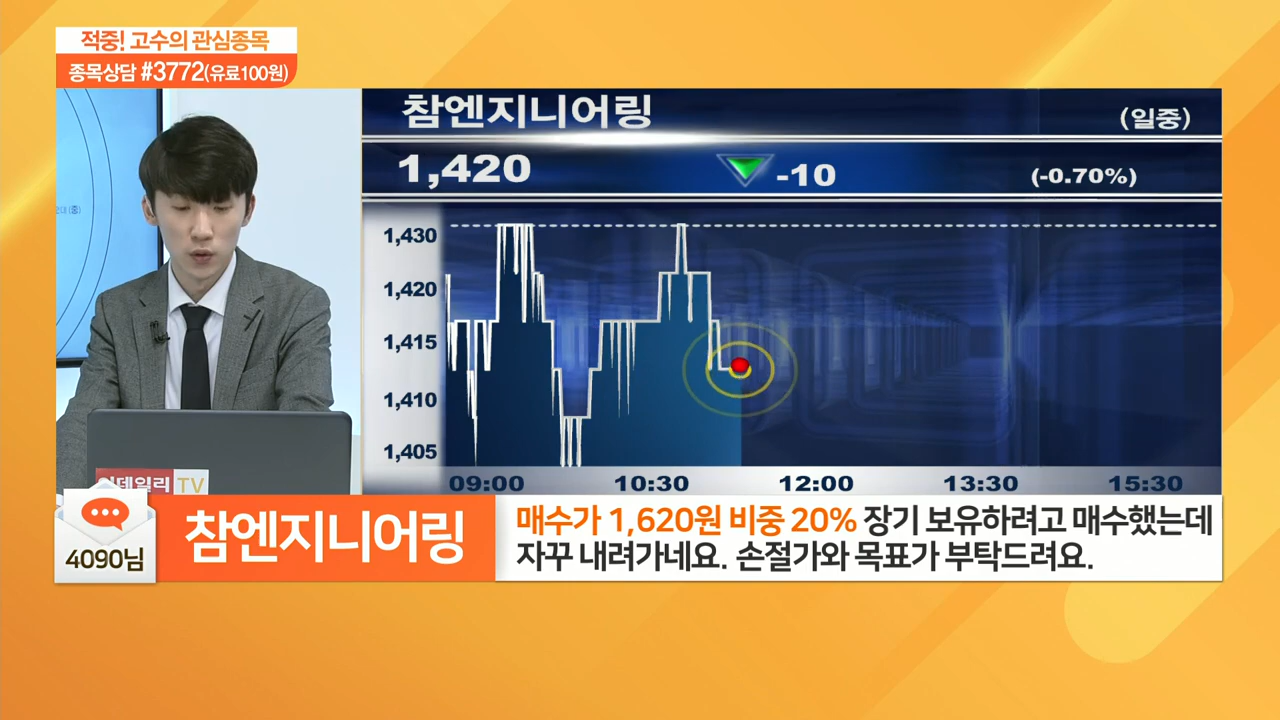 적중! 고수의 관심종목
종목상담 #3772(유료100원)
참엔지니어링
(일중)
1,420
-10
(-0.70%)
1,430
1,420
1,415
1,410
1,405
09:00 10:30 12:00 13:30 15:30
(중)
이데일리 TV
4090님
참엔지니어링
매수가 1,620원 비중 20% 장기 보유하려고 매수했는데
자꾸 내려가네요. 손절가와 목표가 부탁드려요.